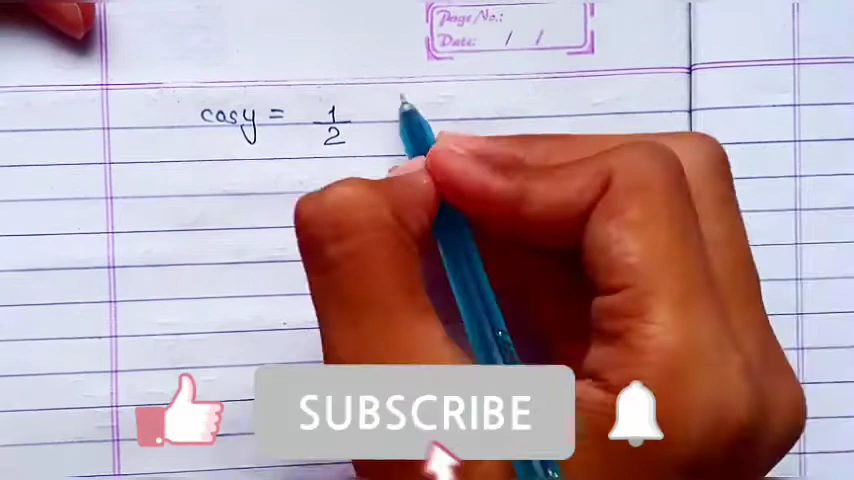 Page No.:
Date: / /
cosy = 1/2
SUBSCRIBE